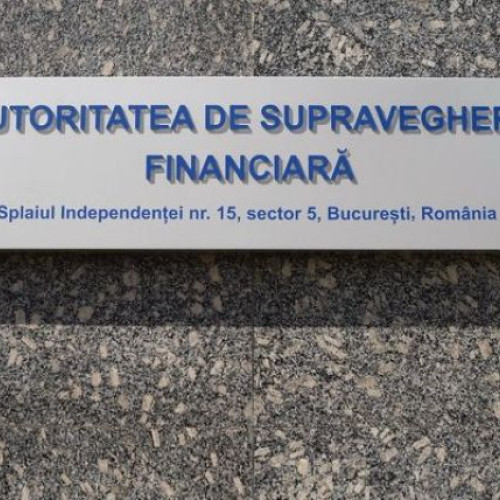 UTORITATEA DE SUPRAVEGHER
FINANCIARĂ
Splaiul Independenței nr. 15, sector 5, București, România